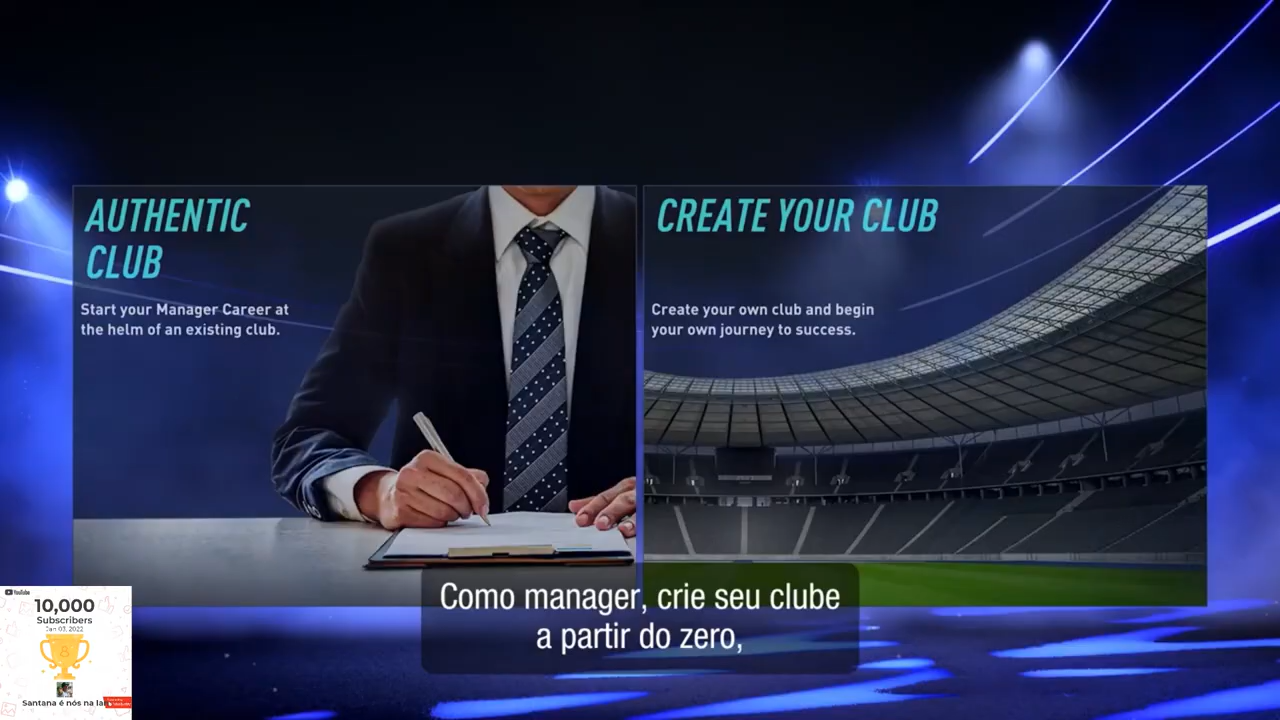 AUTHENTIC
CLUB
Start your Manager Career at
the helm of an existing club.
CREATE YOUR CLUB
Create your own club and begin
your own journey to success.
Como manager, crie seu clube
a partir do zero,
YouTube
10,000
Subscribers
Jan 03, 2022
Santana é nós na